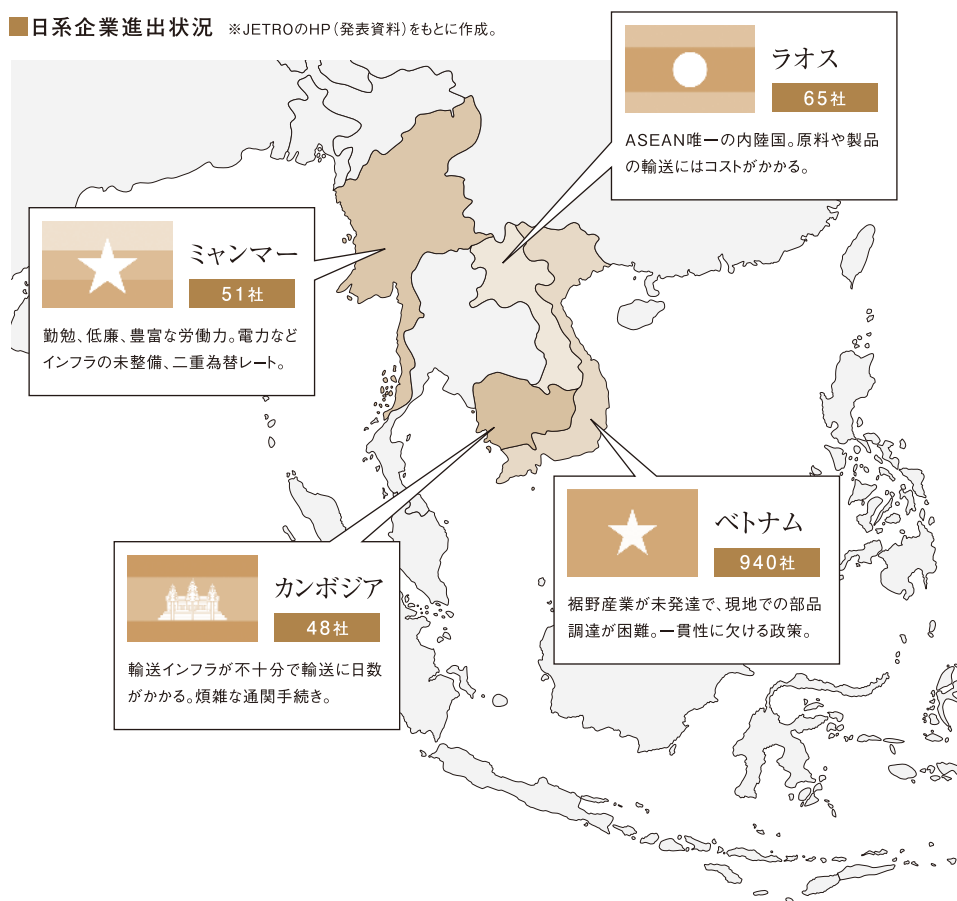 ■日系企業進出状況 ※JETROのHP（発表資料）をもとに作成。
ラオス
65社
ASEAN唯一の内陸国。原料や製品
の輸送にはコストがかかる。
ミャンマー
51社
勤勉、低廉、豊富な労働力。電力など
インフラの未整備、二重為替レート。
ベトナム
940社
裾野産業が未発達で、現地での部品
調達が困難。一貫性に欠ける政策。
カンボジア
48社
輸送インフラが不十分で輸送に日数
がかかる。煩雑な通関手続き。